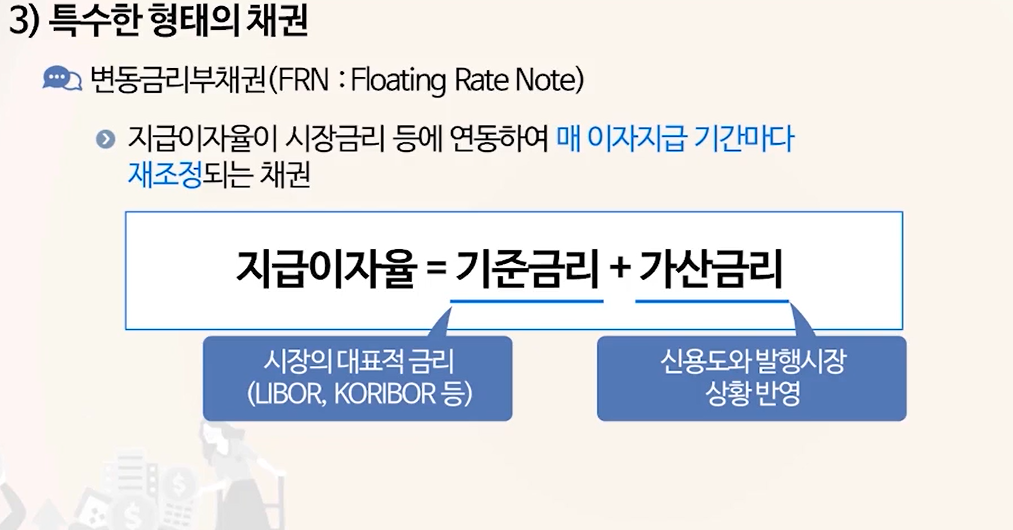 3) 특수한 형태의 채권
변동금리부채권(FRN : Floating Rate Note)
지급이자율이 시장금리 등에 연동하여 매 이자지급 기간마다
재조정되는 채권
지급이자율 = 기준금리 + 가산금리
시장의 대표적 금리
(LIBOR, KORIBOR 등)
신용도와 발행시장
상황 반영